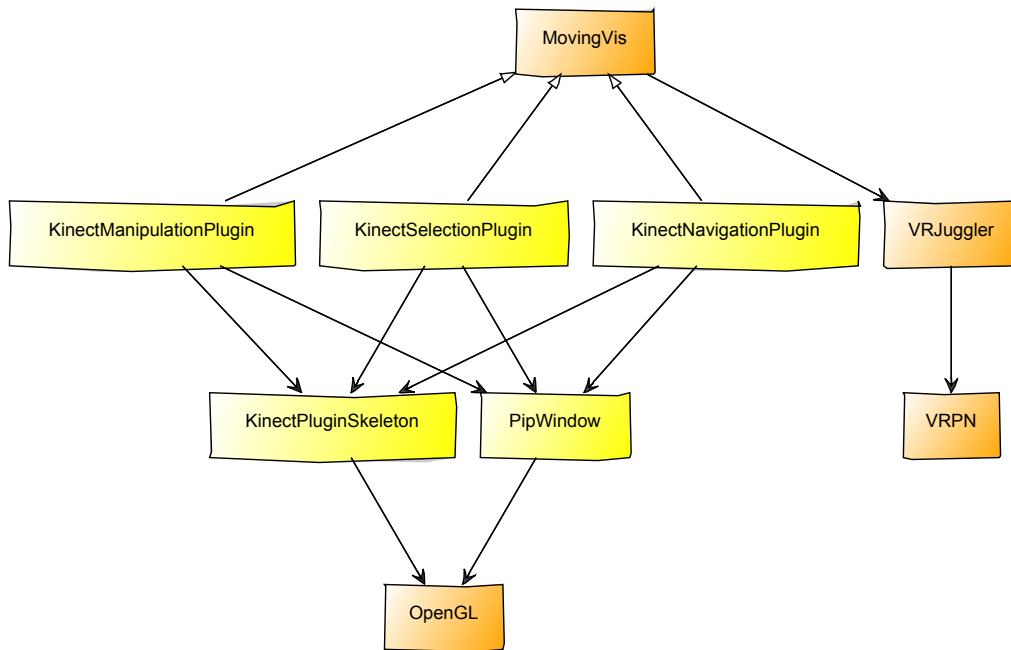 MovingVis
KinectManipulationPlugin
KinectSelectionPlugin
KinectNavigationPlugin
VRJuggler
KinectPluginSkeleton
PipWindow
VRPN
OpenGL